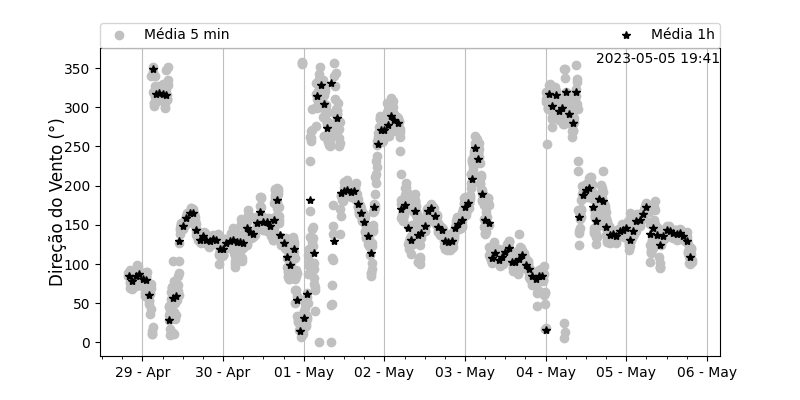 Média 5 min
Média 1h
2023-05-05 19:41
Direção do Vento (°)
350
300
250
200
150
100
50
0
29 - Apr
30 - Apr
01 - May
02 - May
03 - May
04 - May
05 - May
06 - May